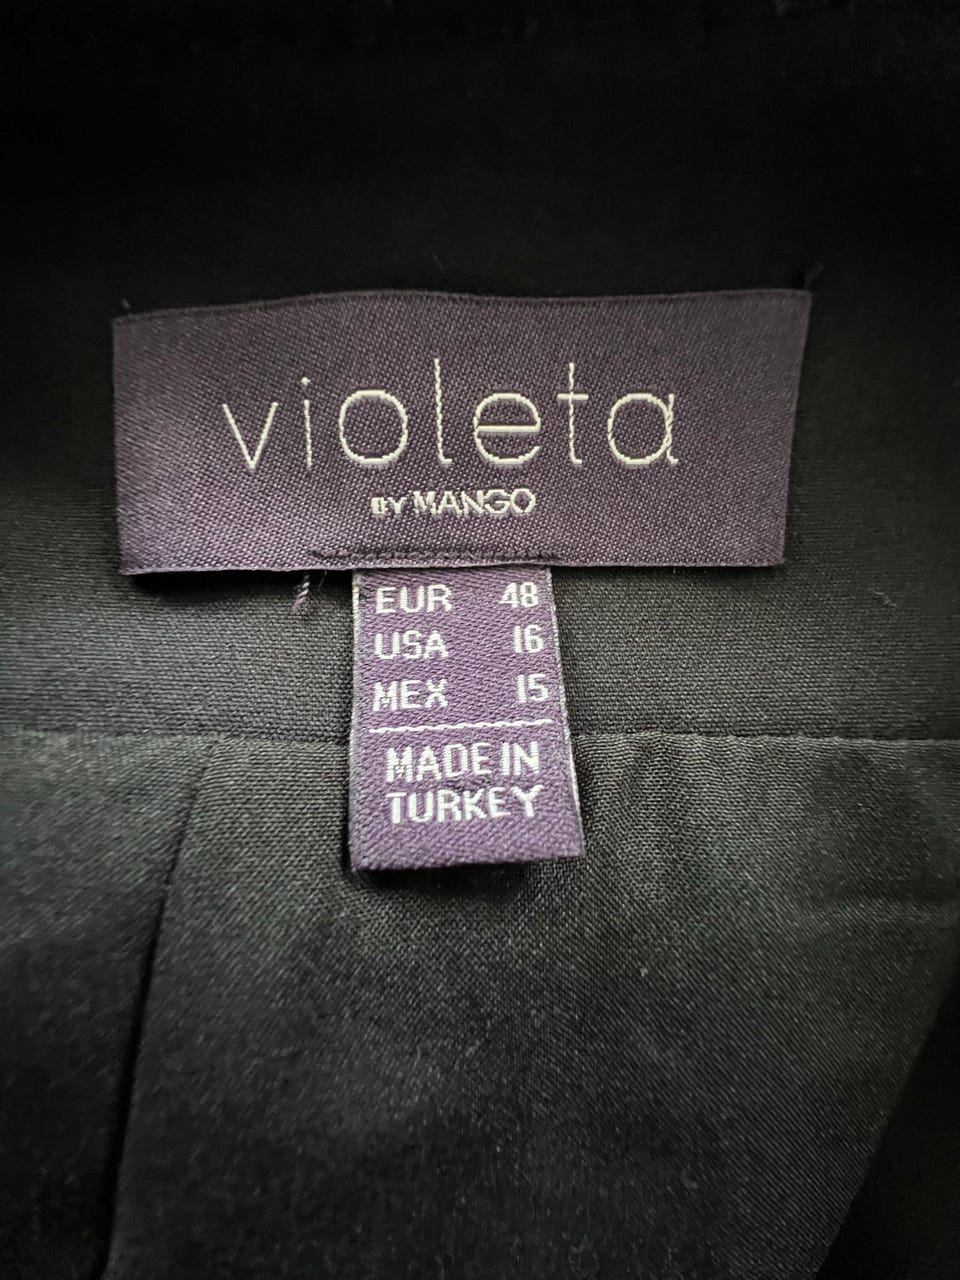 violeta
BY MANGO
EUR 48
USA 16
MEX 15
MADE IN
TURKEY